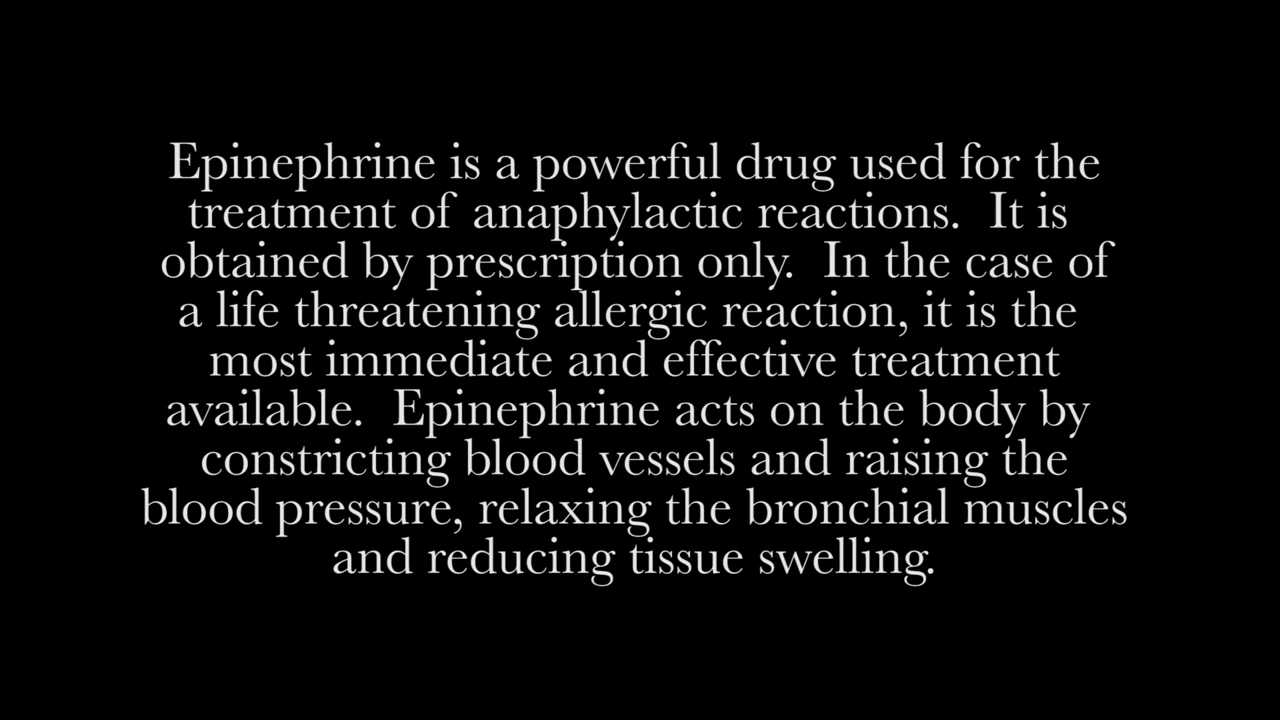 Epinephrine is a powerful drug used for the
treatment of anaphylactic reactions.  It is
obtained by prescription only.  In the case of
a life threatening allergic reaction, it is the
most immediate and effective treatment
available.  Epinephrine acts on the body by
constricting blood vessels and raising the
blood pressure, relaxing the bronchial muscles
and reducing tissue swelling.